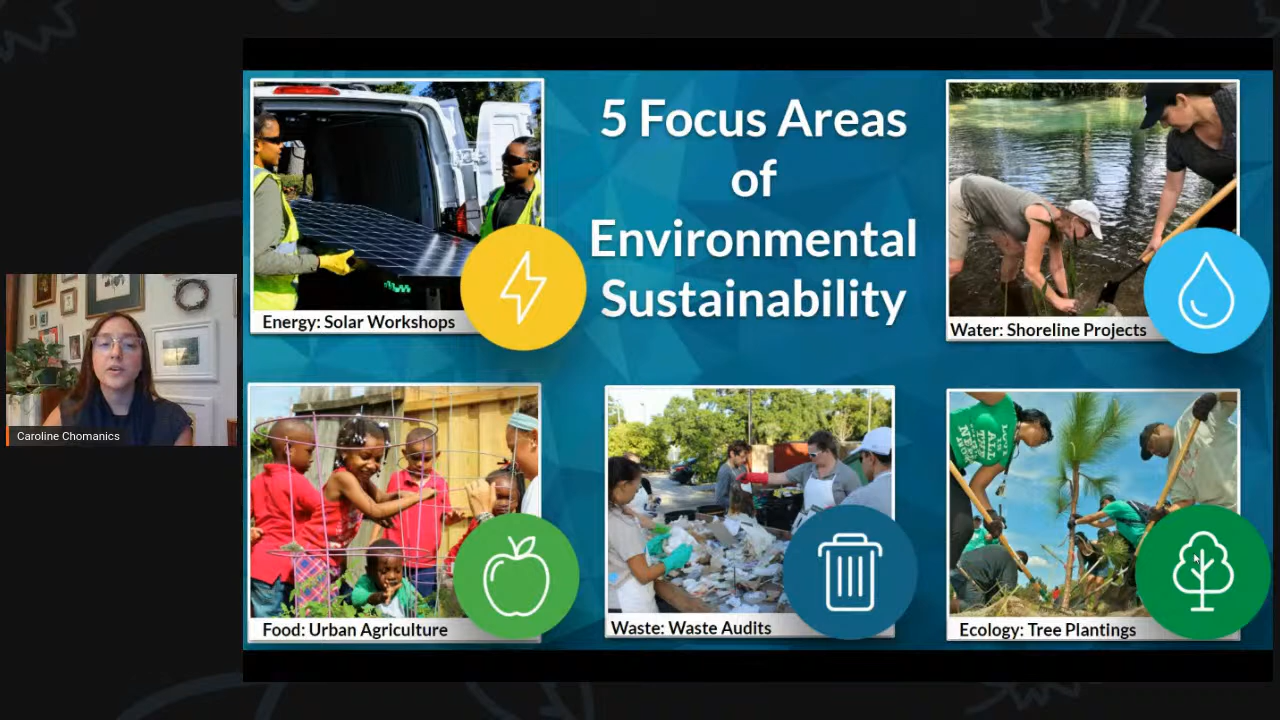 5 Focus Areas
of
Environmental
Sustainability
Energy: Solar Workshops
Water: Shoreline Projects
Caroline Chomanics
Food: Urban Agriculture
Waste: Waste Audits
Ecology: Tree Plantings